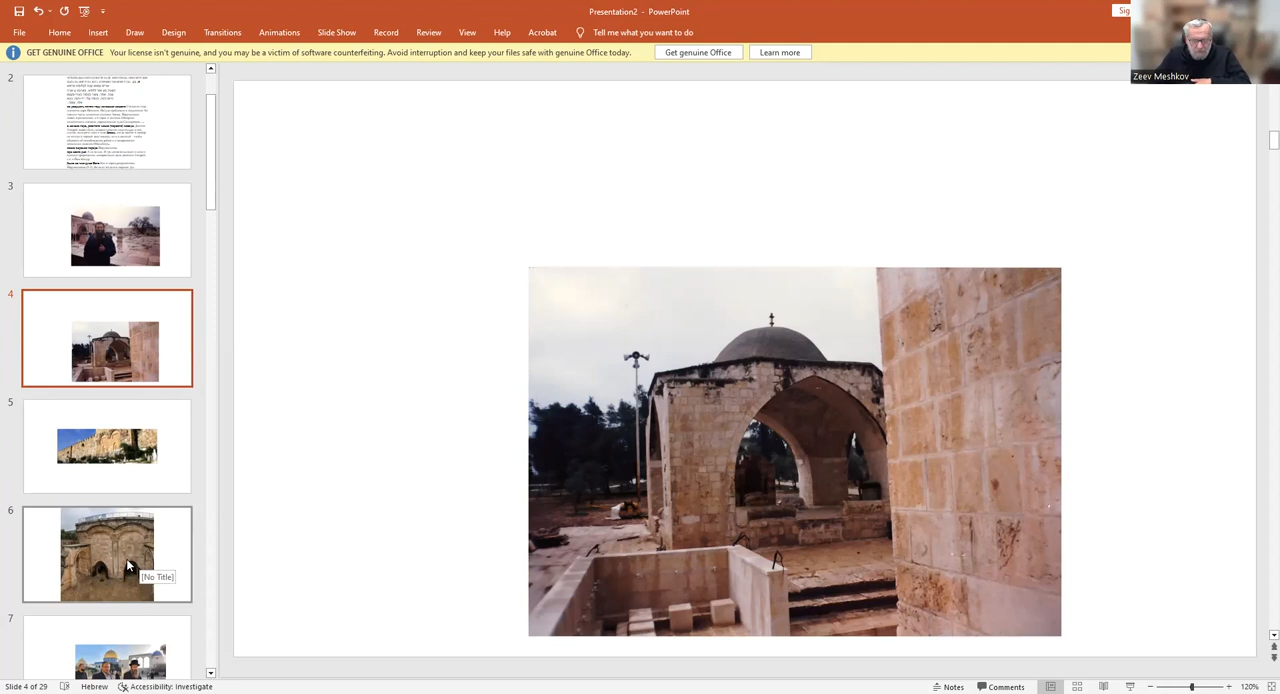 Presentation2 - PowerPoint
Sig
File Home Insert Draw Design Transitions Animations Slide Show Record Review View Help Acrobat Tell me what you want to do
GET GENUINE OFFICE Your license isn't genuine, and you may be a victim of software counterfeiting. Avoid interruption and keep your files safe with genuine Office today. Get genuine Office Learn more
Zeev Meshkov
2
3
4
5
6
[No Title]
7
Slide 4 of 29 Hebrew Accessibility: Investigate Notes Comments 120%